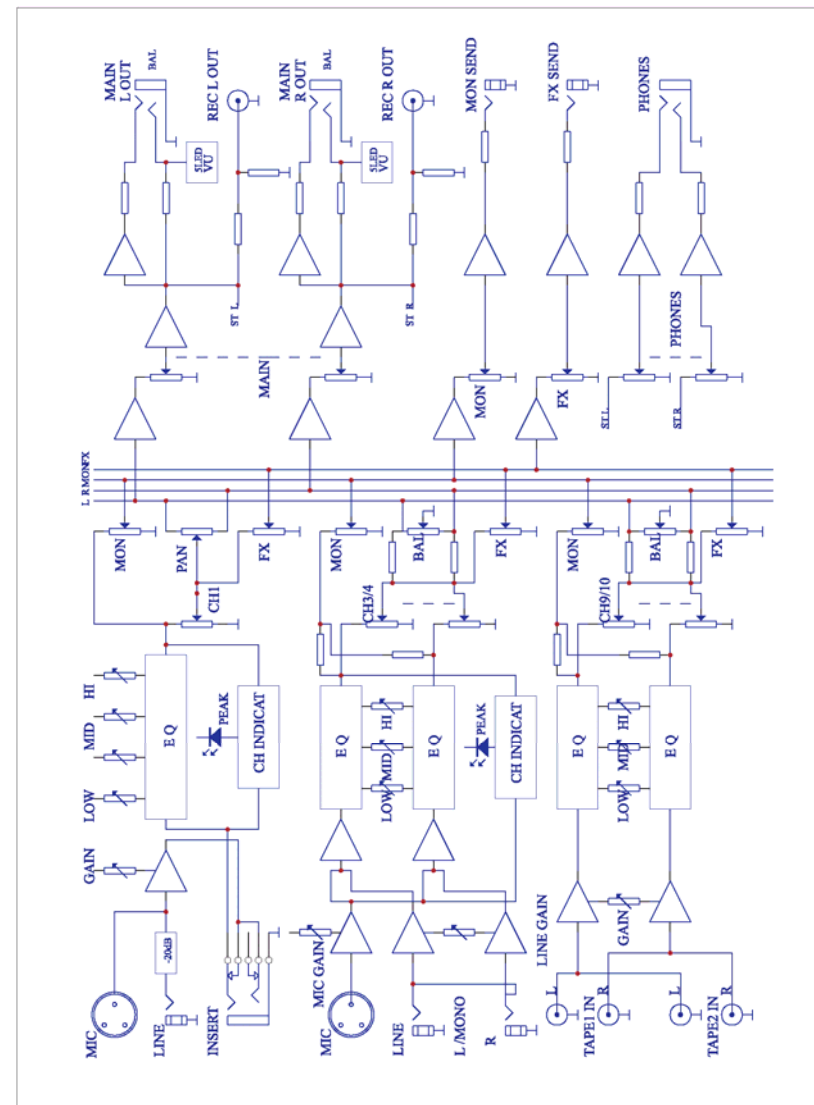 MAIN
L OUT
BAL
REC L OUT
MAIN
R OUT
BAL
REC R OUT
MON SEND
FX SEND
PHONES
5LED
VU
5LED
VU
ST L
ST R
MAIN
MON
FX
PHONES
ST.L
ST.R
L R MON FX
MON
PAN
FX
CH1
MON
BAL
FX
CH3/4
MON
BAL
FX
CH9/10
HI
MID
LOW
GAIN
E Q
PEAK
CH INDICAT
E Q
HI
MID
LOW
E Q
PEAK
CH INDICAT
E Q
HI
MID
LOW
E Q
-20dB
MIC
LINE
INSERT
MIC GAIN
MIC
LINE
L /MONO
R
LINE GAIN
GAIN
L
R
TAPE1 IN
L
R
TAPE2 IN